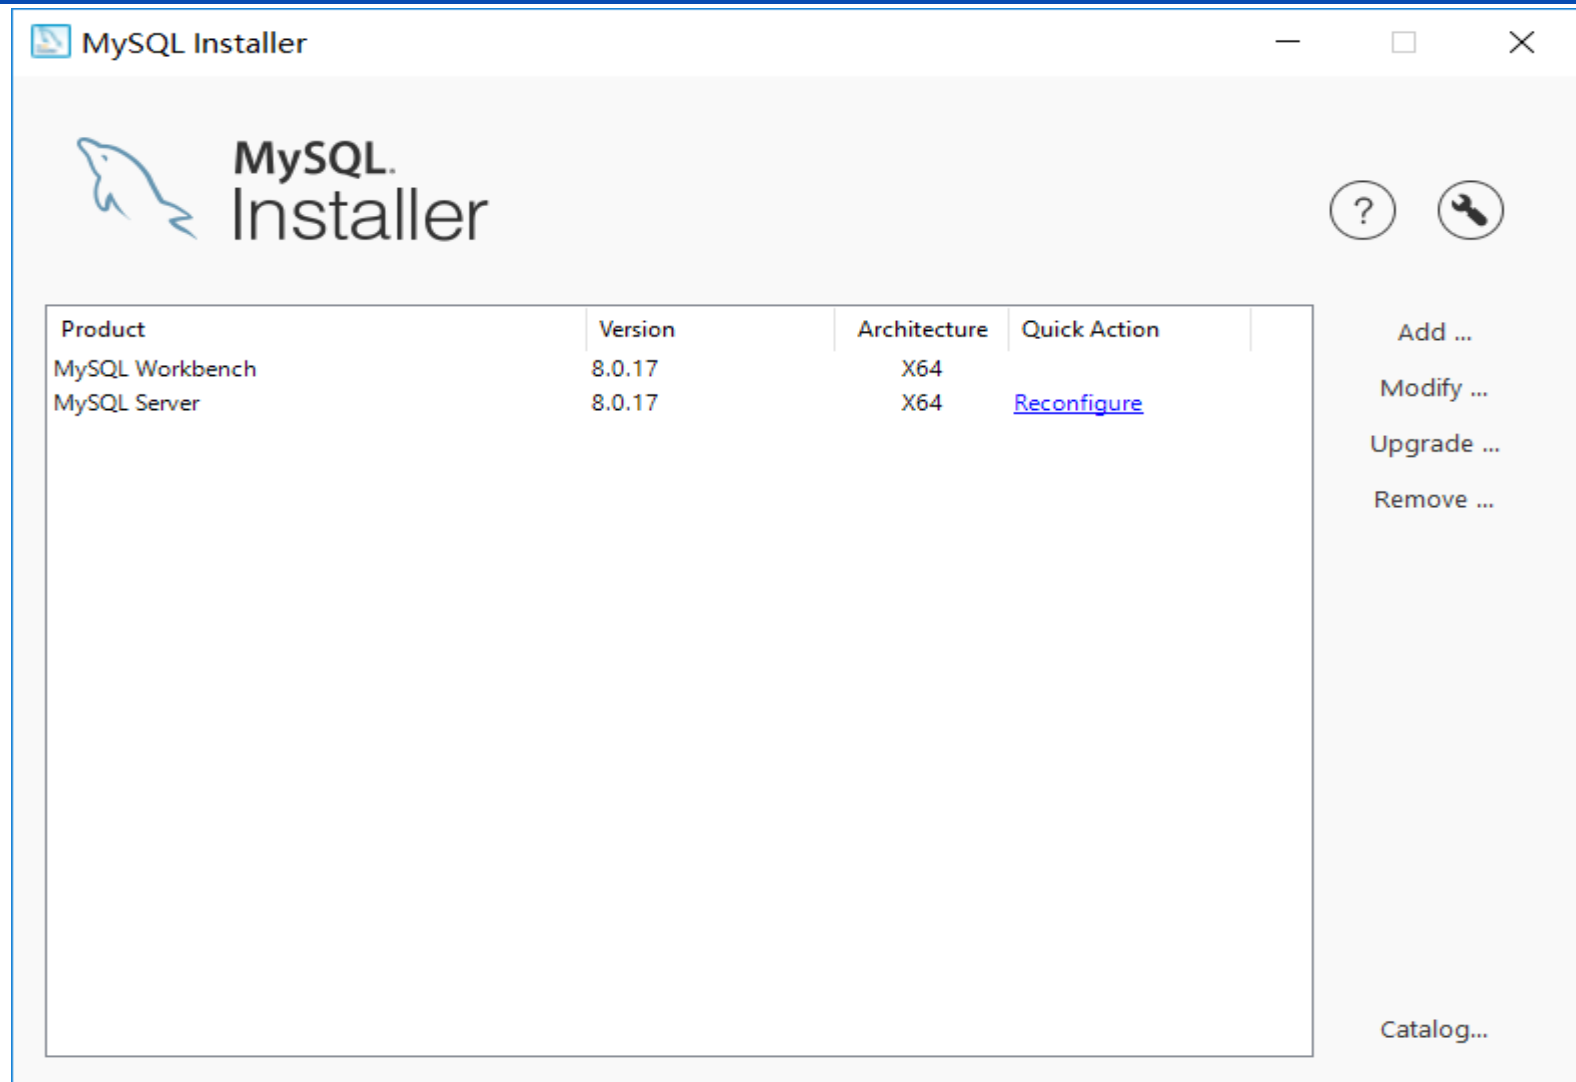 MySQL Installer
MySQL.
Installer
?
Product Version Architecture Quick Action
MySQL Workbench 8.0.17 X64
MySQL Server 8.0.17 X64 Reconfigure
Add ...
Modify ...
Upgrade ...
Remove ...
Catalog...